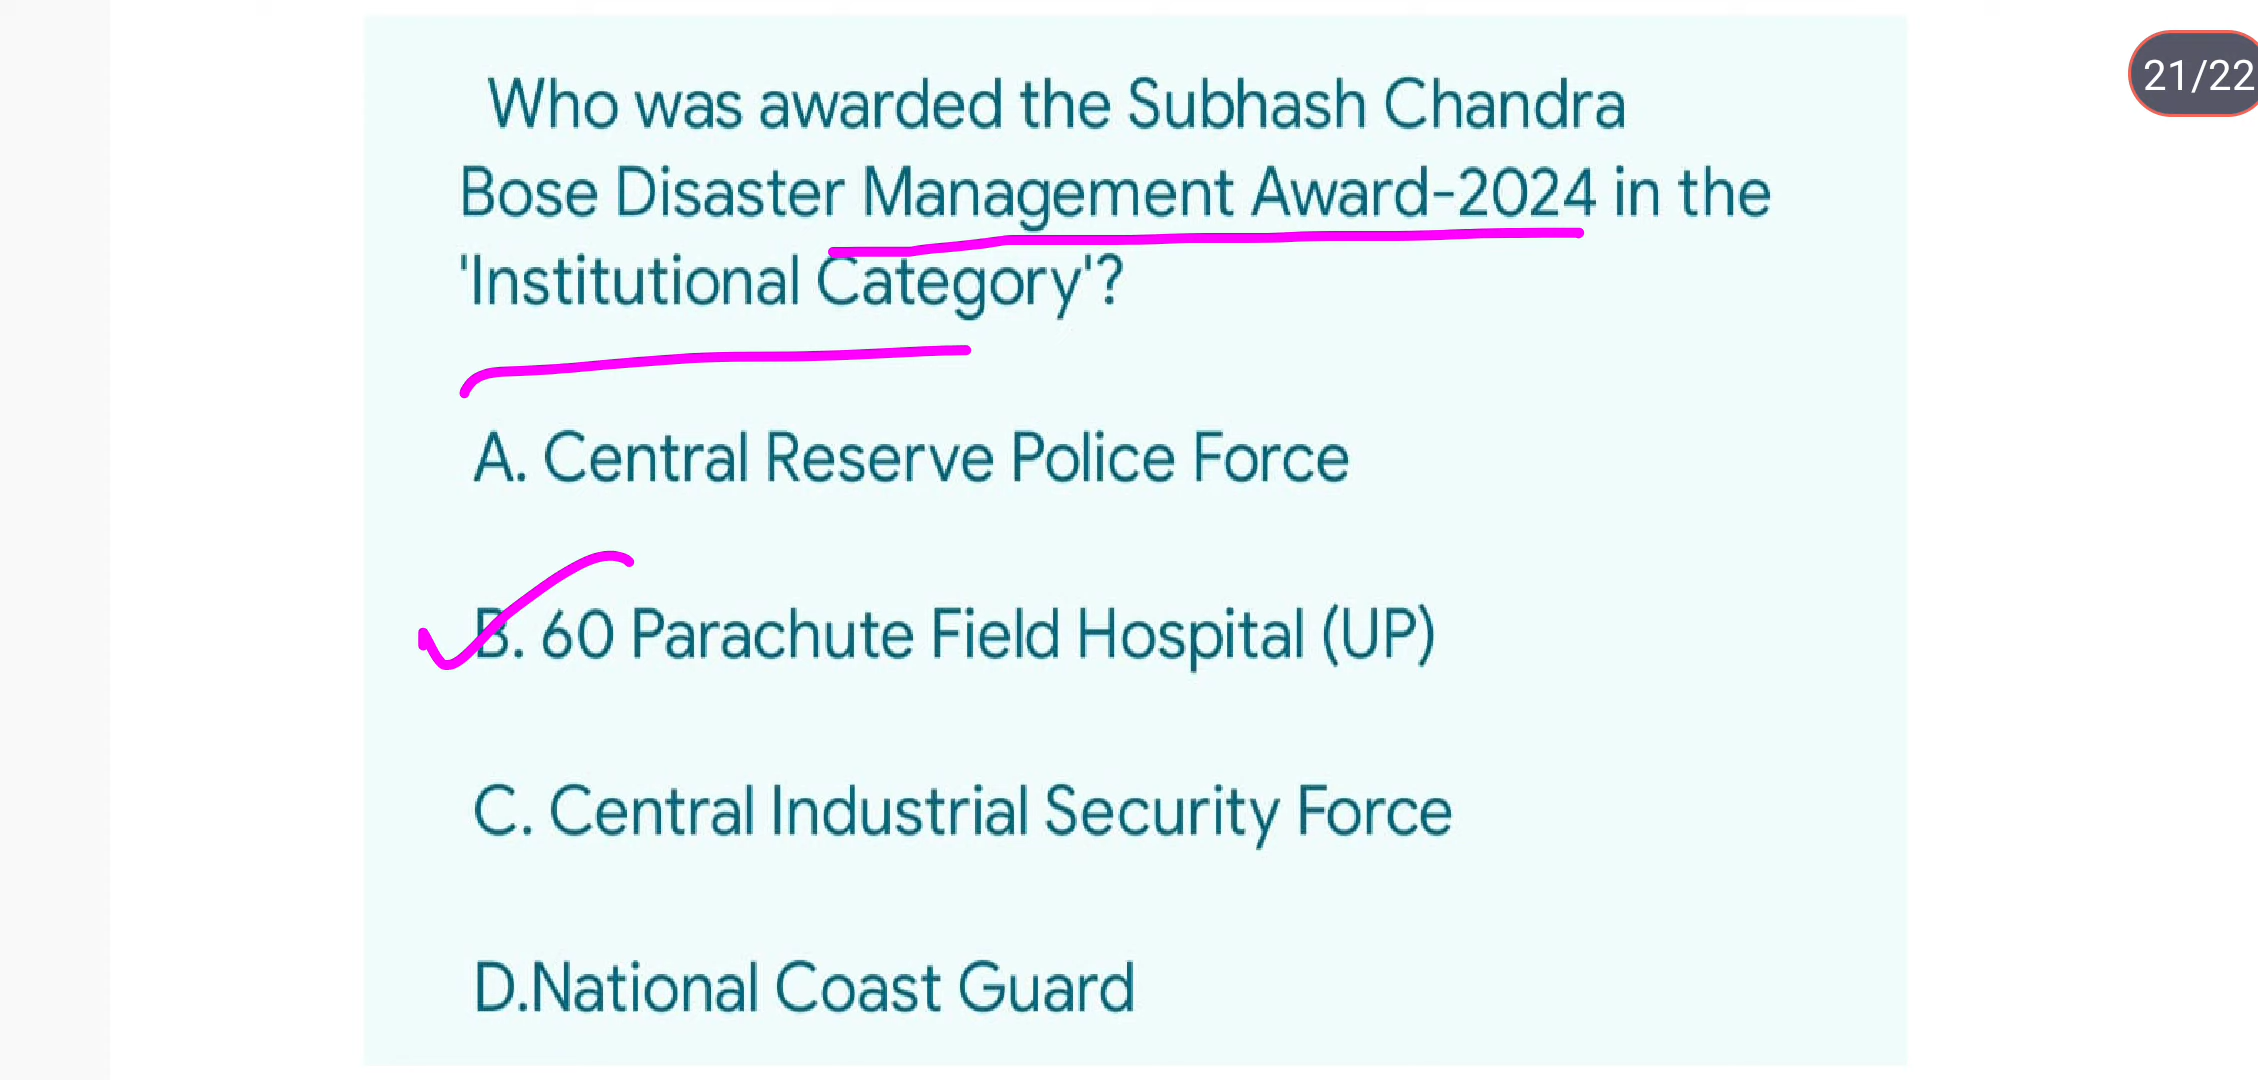 21/22
Who was awarded the Subhash Chandra
Bose Disaster Management Award-2024 in the
'Institutional Category'?
A. Central Reserve Police Force
B. 60 Parachute Field Hospital (UP)
C. Central Industrial Security Force
D.National Coast Guard